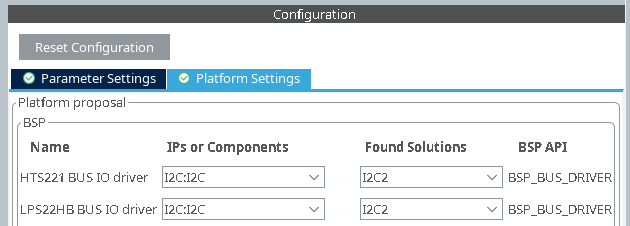 Configuration
Reset Configuration
Parameter Settings Platform Settings
Platform proposal
BSP
Name IPs or Components Found Solutions BSP API
HTS221 BUS IO driver I2C:I2C I2C2 BSP_BUS_DRIVER
LPS22HB BUS IO driver I2C:I2C I2C2 BSP_BUS_DRIVER